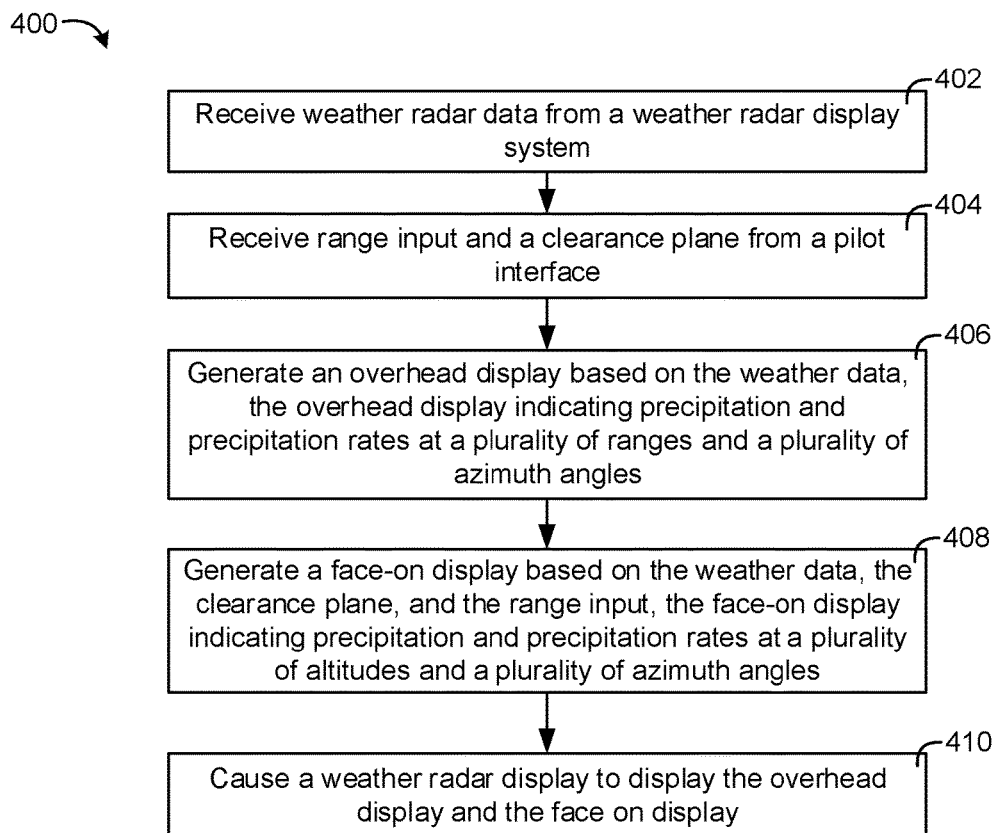 400
402
Receive weather radar data from a weather radar display
system
404
Receive range input and a clearance plane from a pilot
interface
406
Generate an overhead display based on the weather data,
the overhead display indicating precipitation and
precipitation rates at a plurality of ranges and a plurality of
azimuth angles
408
Generate a face-on display based on the weather data, the
clearance plane, and the range input, the face-on display
indicating precipitation and precipitation rates at a plurality
of altitudes and a plurality of azimuth angles
410
Cause a weather radar display to display the overhead
display and the face on display